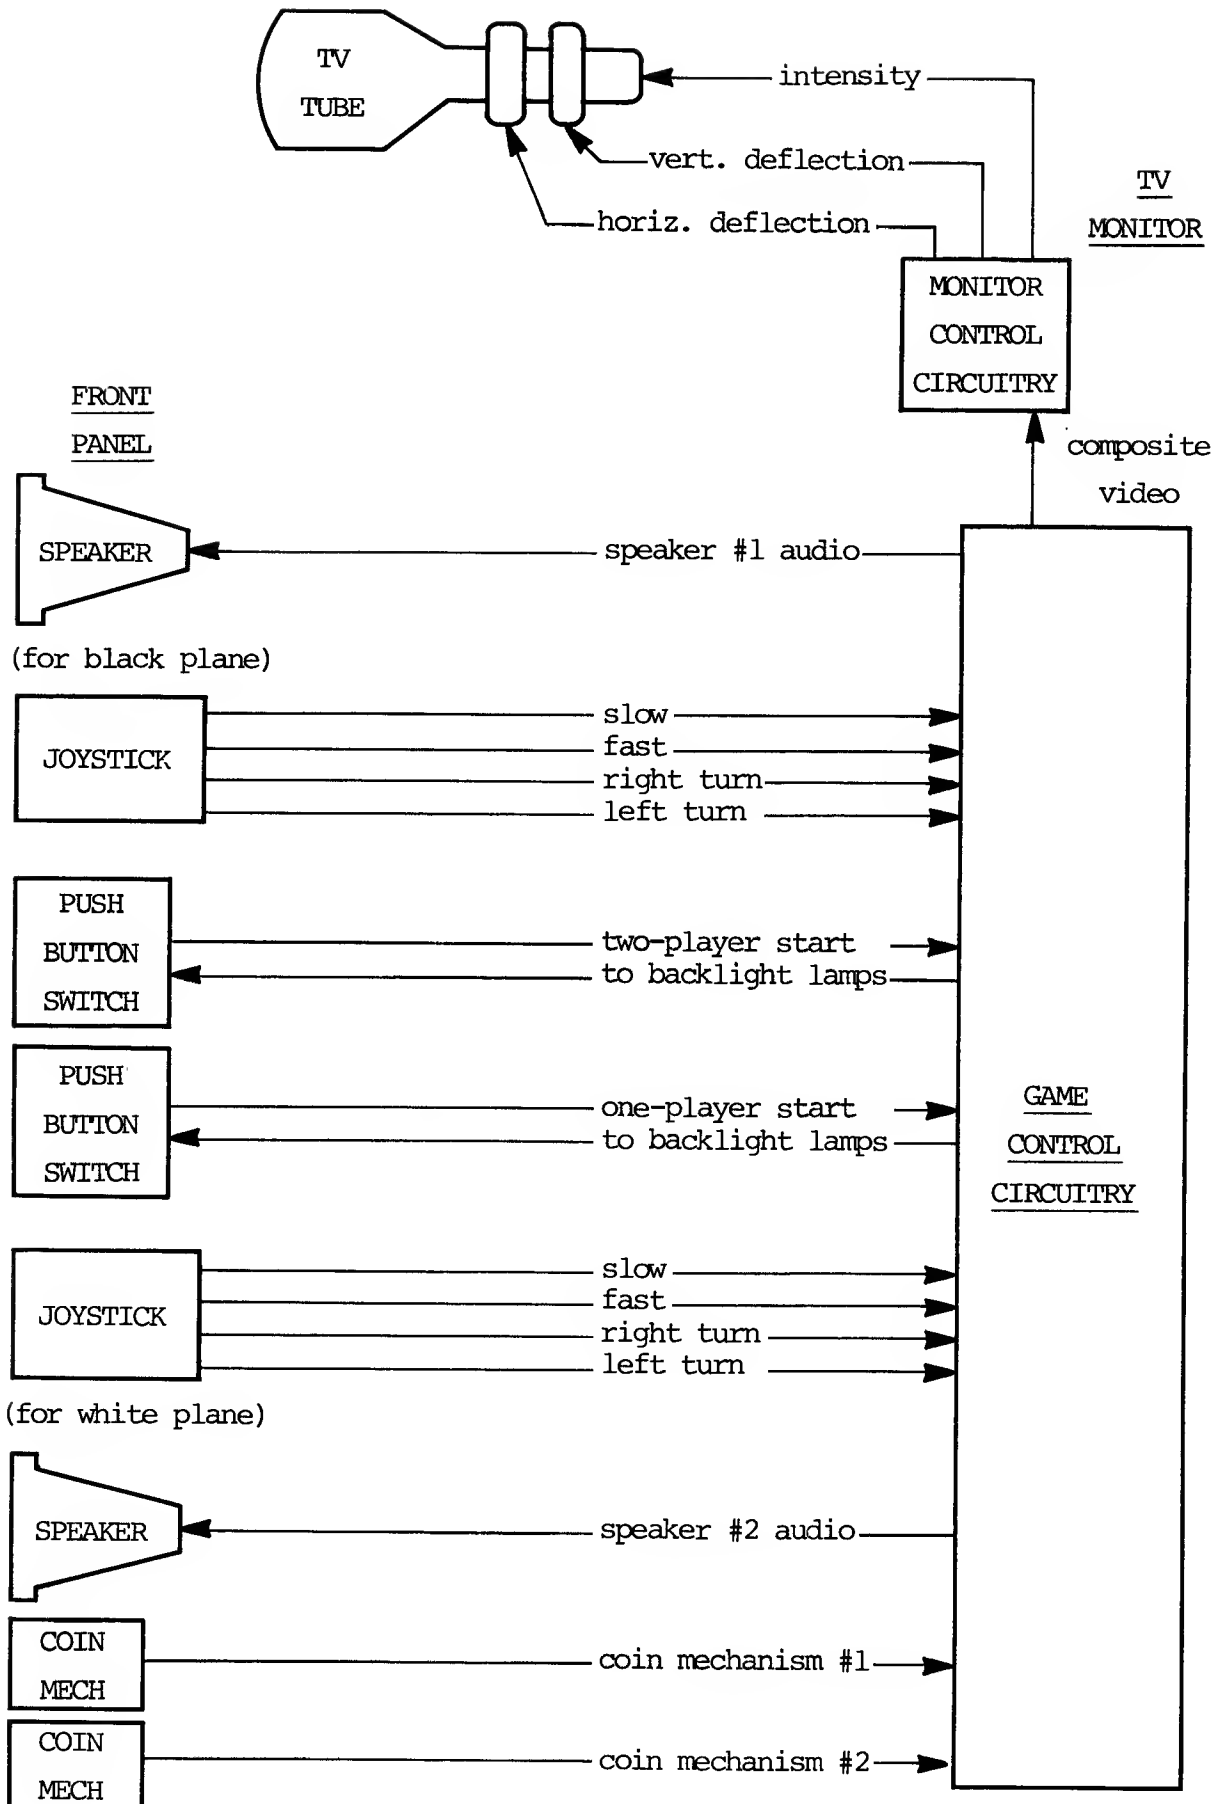 TV
TUBE
intensity
vert. deflection
horiz. deflection
TV
MONITOR
MONITOR
CONTROL
CIRCUITRY
composite
video
FRONT
PANEL
SPEAKER
speaker #1 audio
(for black plane)
JOYSTICK
slow
fast
right turn
left turn
PUSH
BUTTON
SWITCH
two-player start
to backlight lamps
PUSH
BUTTON
SWITCH
one-player start
to backlight lamps
GAME
CONTROL
CIRCUITRY
JOYSTICK
slow
fast
right turn
left turn
(for white plane)
SPEAKER
speaker #2 audio
COIN
MECH
coin mechanism #1
COIN
MECH
coin mechanism #2